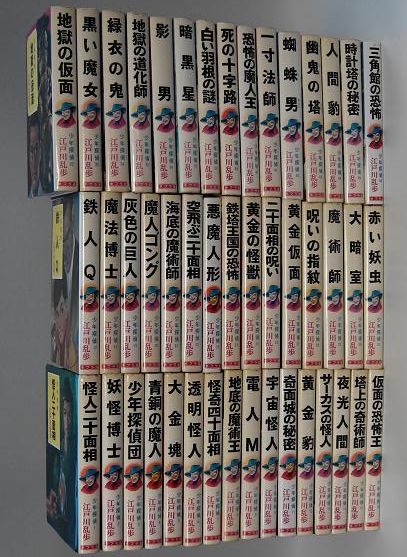 地獄の仮面
黒い魔女
緑衣の鬼
地獄の道化師
影男
暗黒星
白い羽根の謎
死の十字路
恐怖の魔人王
一寸法師
蜘蛛男
幽鬼の塔
人間豹
時計塔の秘密
三角館の恐怖
少年探偵
江戸川乱歩
鉄人Q
魔法博士
灰色の巨人
魔人ゴング
海底の魔術師
空飛ぶ二十面相
悪魔人形
鉄塔王国の恐怖
黄金の怪獣
二十面相の呪い
黄金仮面
呪いの指紋
魔術師
大暗室
赤い妖虫
少年探偵
江戸川乱歩
怪人二十面相
妖怪博士
少年探偵団
青銅の魔人
大金塊
透明怪人
怪奇四十面相
地底の魔術王
電人M
宇宙怪人
奇面城の秘密
黄金豹
サーカスの怪人
夜光人間
塔上の奇術師
仮面の恐怖王
少年探偵
江戸川乱歩